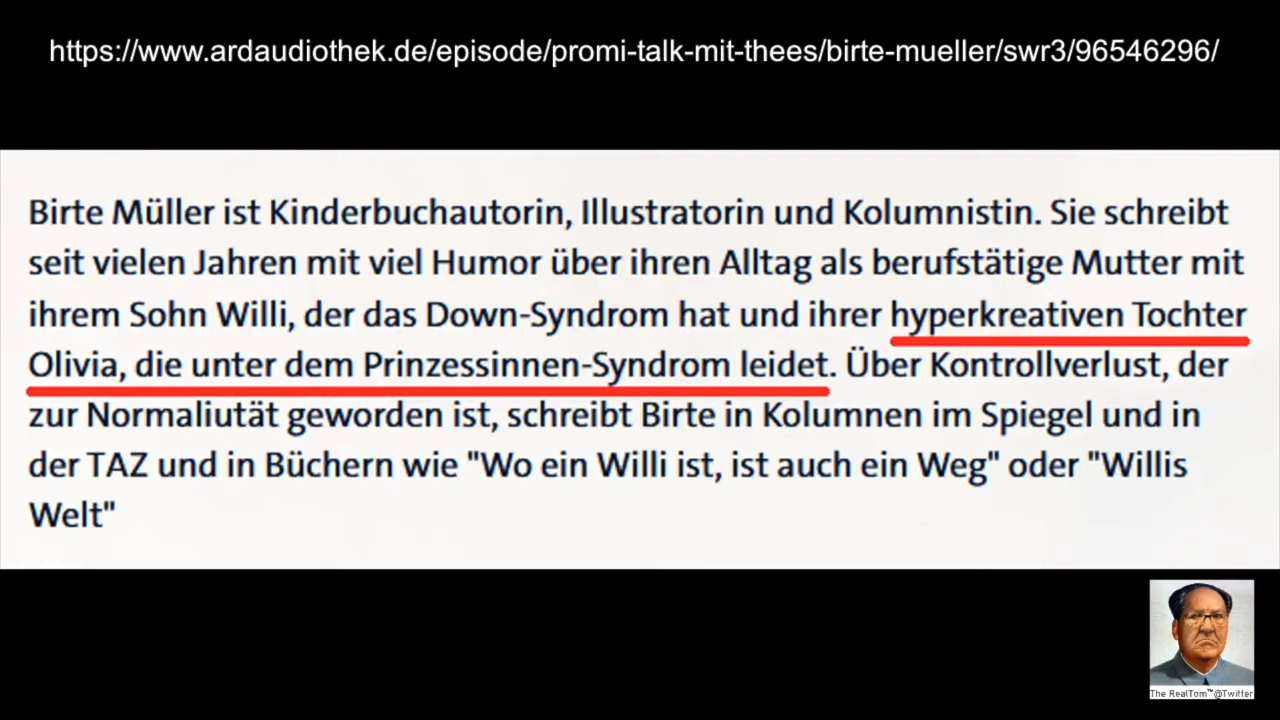 https://www.ardaudiothek.de/episode/promi-talk-mit-thees/birte-mueller/swr3/96546296/
Birte Müller ist Kinderbuchautorin, Illustratorin und Kolumnistin. Sie schreibt
seit vielen Jahren mit viel Humor über ihren Alltag als berufstätige Mutter mit
ihrem Sohn Willi, der das Down-Syndrom hat und ihrer hyperkreativen Tochter
Olivia, die unter dem Prinzessinnen-Syndrom leidet. Über Kontrollverlust, der
zur Normaliutät geworden ist, schreibt Birte in Kolumnen im Spiegel und in
der TAZ und in Büchern wie "Wo ein Willi ist, ist auch ein Weg" oder "Willis
Welt"
The RealTom™@Twitter